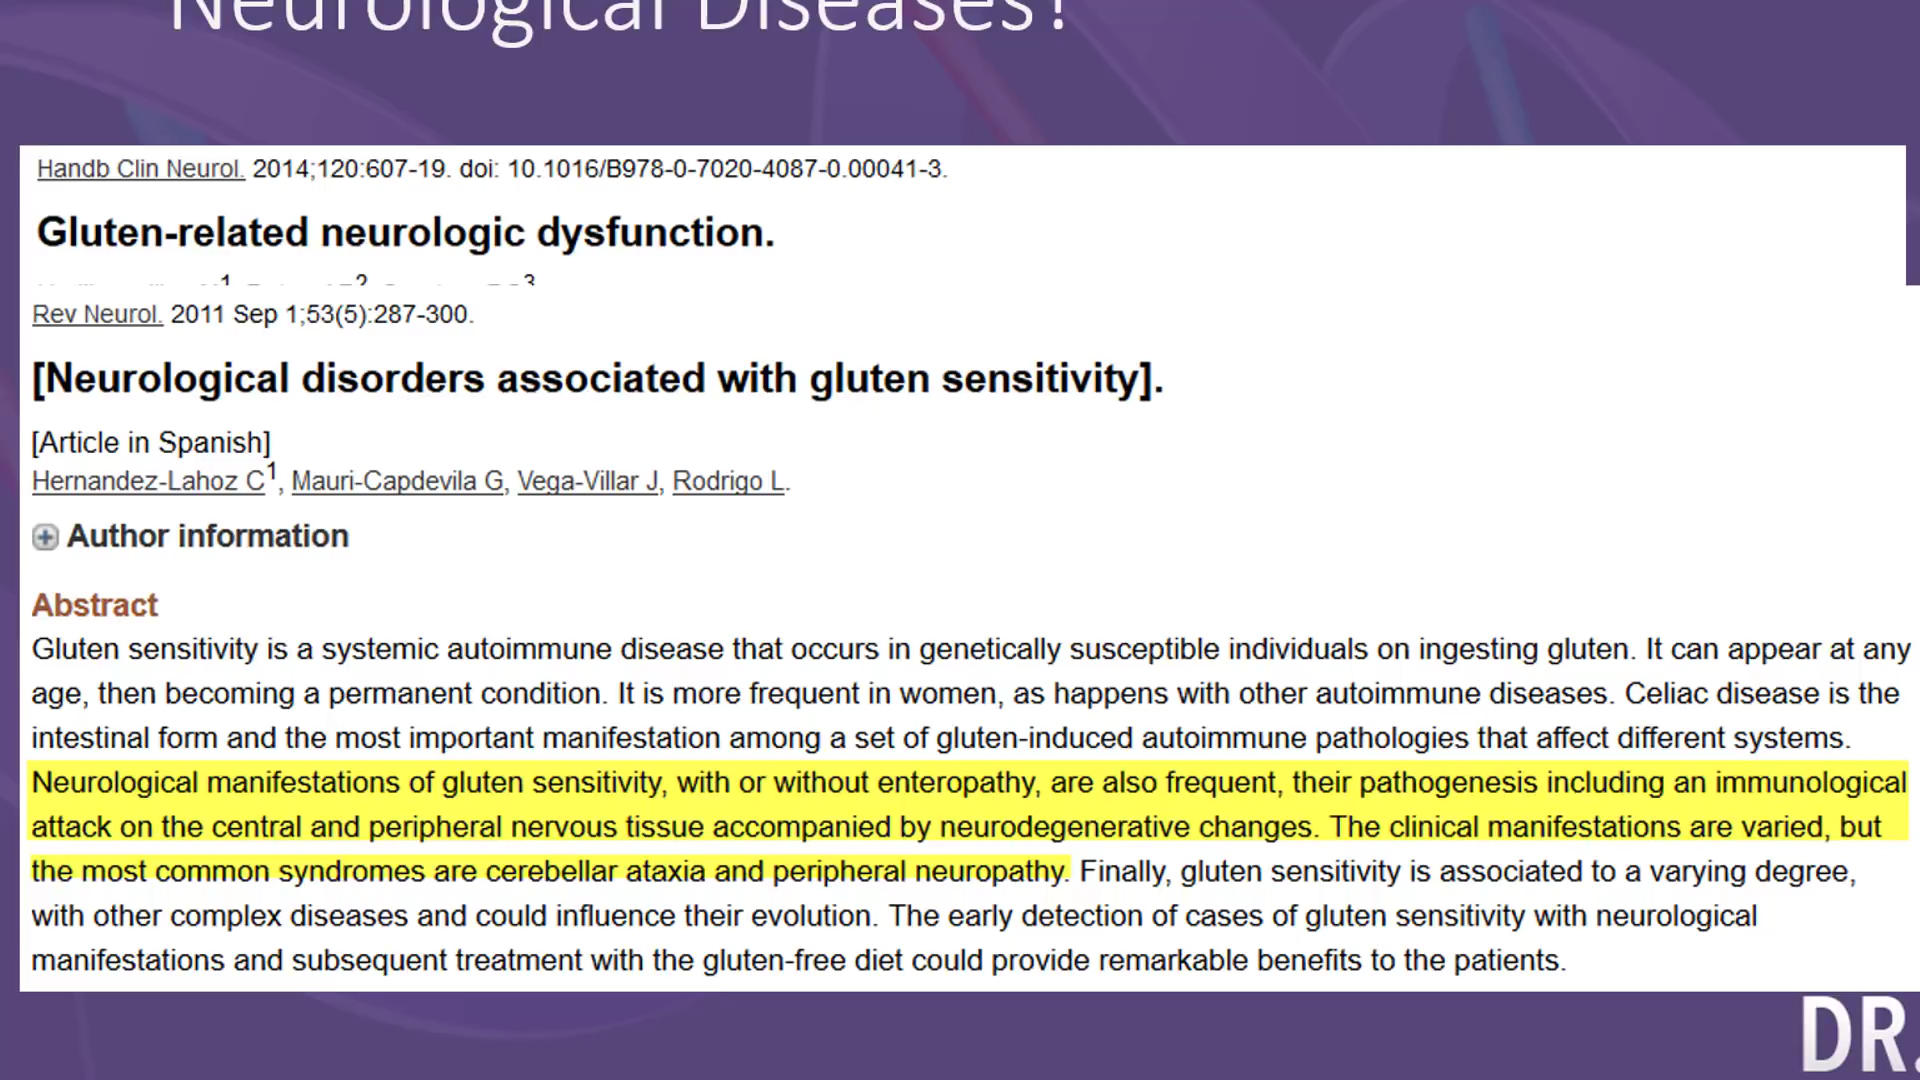 Neurological Diseases?
Handb Clin Neurol. 2014;120:607-19. doi: 10.1016/B978-0-7020-4087-0.00041-3.
Gluten-related neurologic dysfunction.
Rev Neurol. 2011 Sep 1;53(5):287-300.
[Neurological disorders associated with gluten sensitivity].
[Article in Spanish]
Hernandez-Lahoz C1, Mauri-Capdevila G, Vega-Villar J, Rodrigo L.
Author information
Abstract
Gluten sensitivity is a systemic autoimmune disease that occurs in genetically susceptible individuals on ingesting gluten. It can appear at any
age, then becoming a permanent condition. It is more frequent in women, as happens with other autoimmune diseases. Celiac disease is the
intestinal form and the most important manifestation among a set of gluten-induced autoimmune pathologies that affect different systems.
Neurological manifestations of gluten sensitivity, with or without enteropathy, are also frequent, their pathogenesis including an immunological
attack on the central and peripheral nervous tissue accompanied by neurodegenerative changes. The clinical manifestations are varied, but
the most common syndromes are cerebellar ataxia and peripheral neuropathy. Finally, gluten sensitivity is associated to a varying degree,
with other complex diseases and could influence their evolution. The early detection of cases of gluten sensitivity with neurological
manifestations and subsequent treatment with the gluten-free diet could provide remarkable benefits to the patients.
DR.